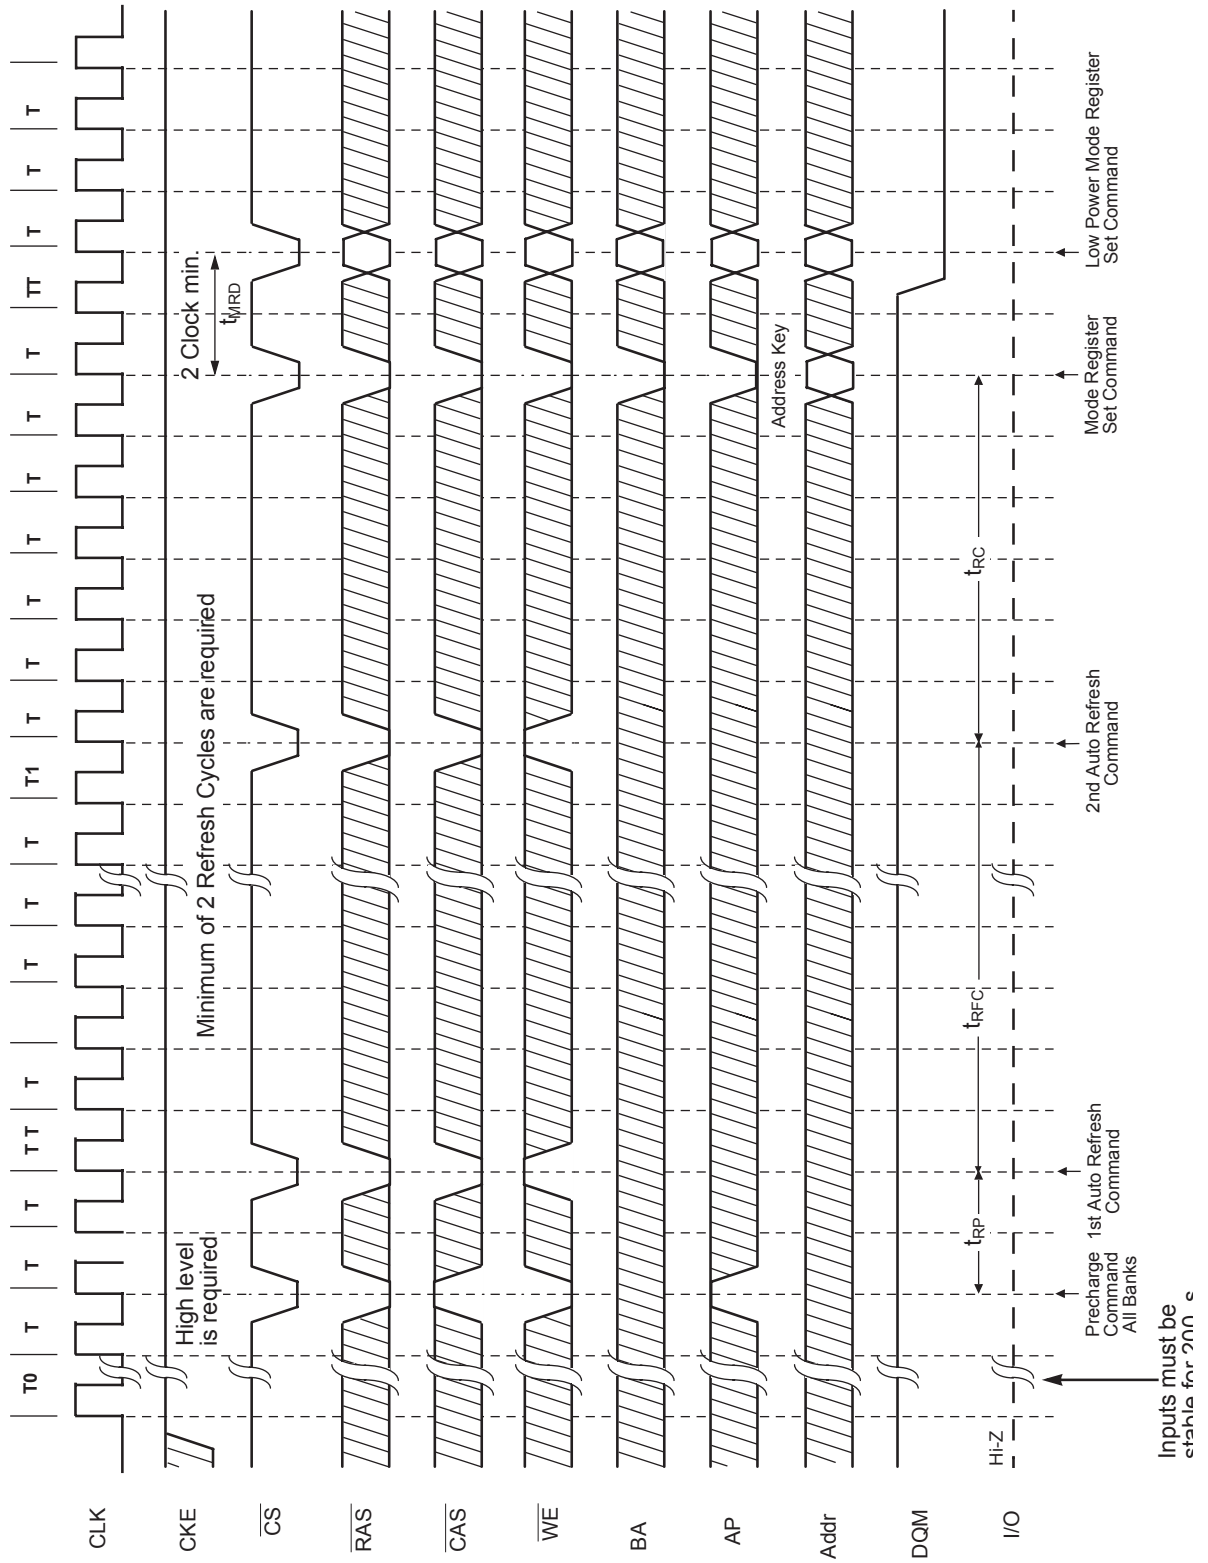 T0 T T T T T T T T T T1 T T T T T T T T T T T T
CLK
CKE
High level
is required
Minimum of 2 Refresh Cycles are required
2 Clock min.
tMRD
CS
RAS
CAS
WE
BA
AP
Address Key
Addr
DQM
tRP
tRFC
tRC
I/O
Hi-Z
Precharge
Command
All Banks
1st Auto Refresh
Command
2nd Auto Refresh
Command
Mode Register
Set Command
Low Power Mode Register
Set Command
Inputs must be
stable for 200 s